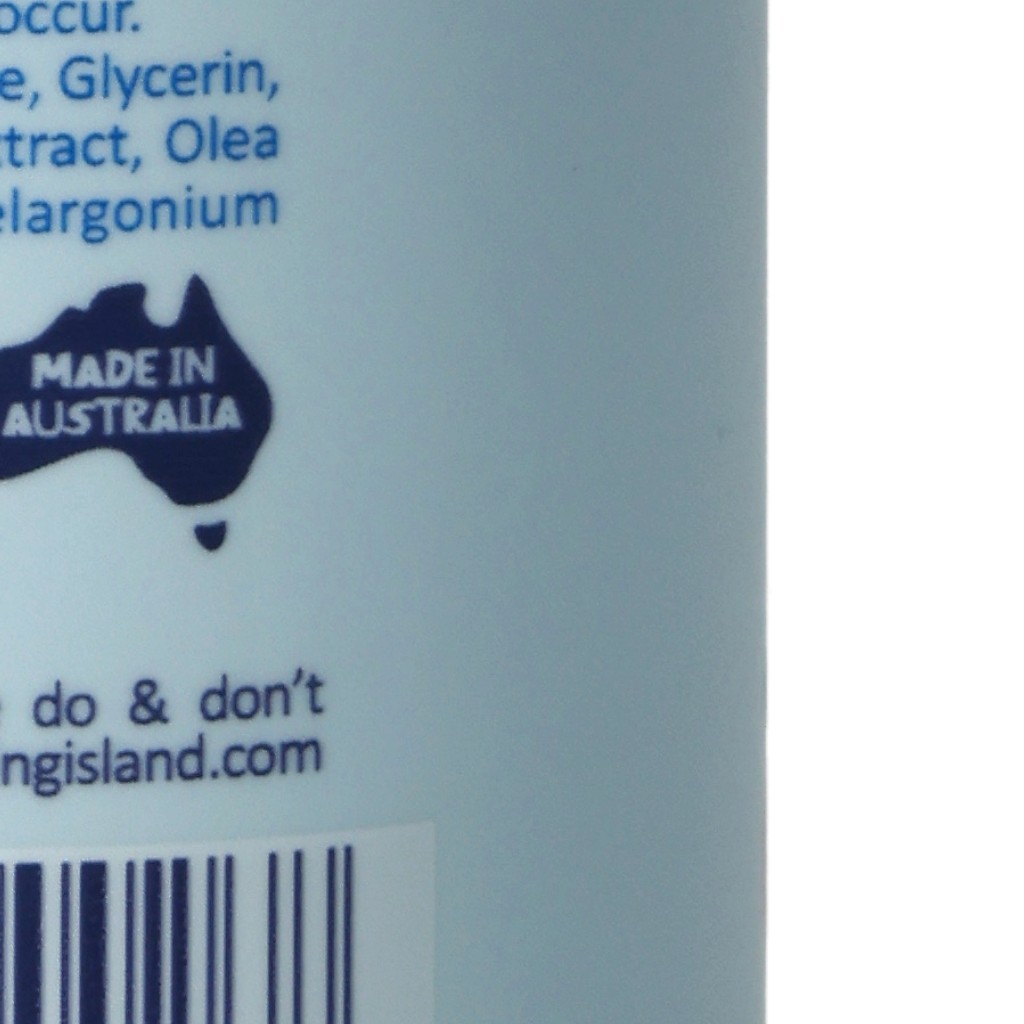 occur.
e, Glycerin,
tract, Olea
elargonium
MADE IN
AUSTRALIA
do & don't
ngisland.com